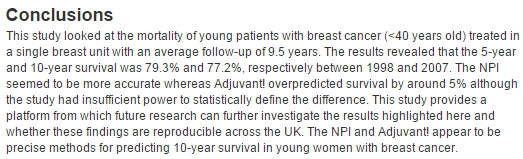 Conclusions
This study looked at the mortality of young patients with breast cancer (<40 years old) treated in
a single breast unit with an average follow-up of 9.5 years. The results revealed that the 5-year
and 10-year survival was 79.3% and 77.2%, respectively between 1998 and 2007. The NPI
seemed to be more accurate whereas Adjuvant! overpredicted survival by around 5% although
the study had insufficient power to statistically define the difference. This study provides a
platform from which future research can further investigate the results highlighted here and
whether these findings are reproducible across the UK. The NPI and Adjuvant! appear to be
precise methods for predicting 10-year survival in young women with breast cancer.